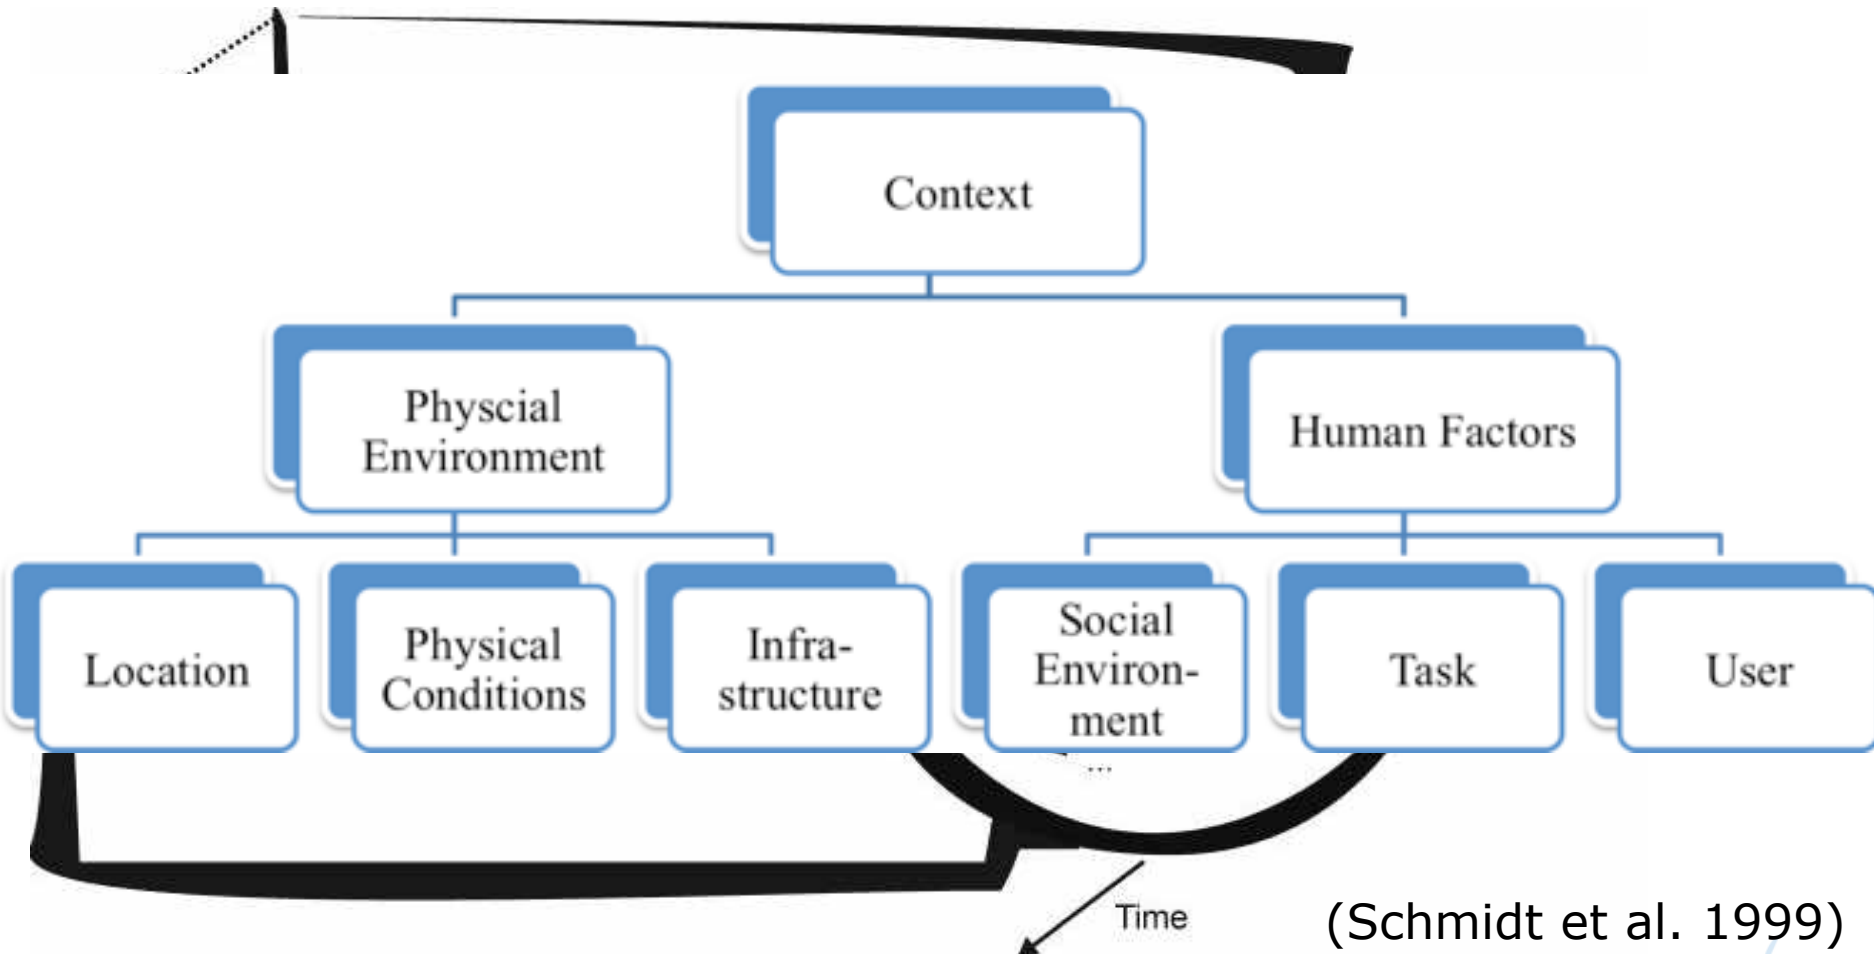 Context
Physcial
Environment
Human Factors
Location
Physical
Conditions
Infra-
structure
Social
Environ-
ment
Task
User
...
Time
(Schmidt et al. 1999)